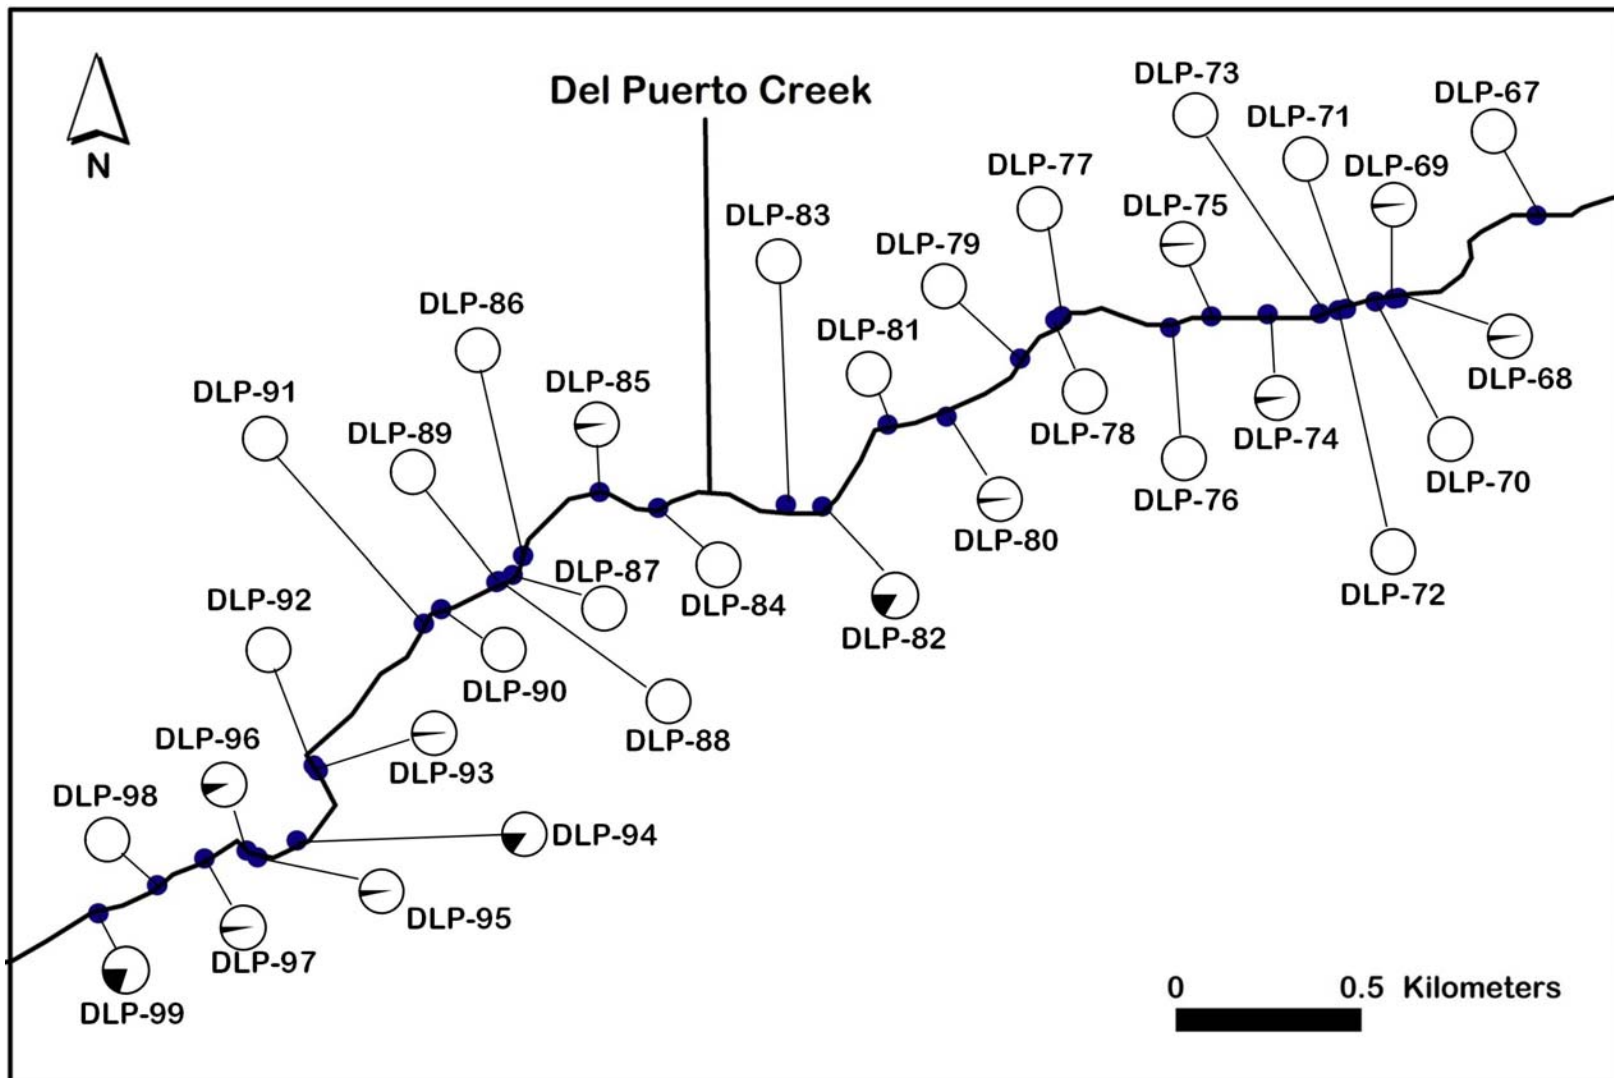 DLP-73
DLP-67
Del Puerto Creek
DLP-71
N
DLP-77
DLP-69
DLP-75
DLP-83
DLP-79
DLP-86
DLP-81
DLP-85
DLP-68
DLP-91
DLP-89
DLP-78
DLP-74
DLP-70
DLP-76
DLP-80
DLP-87
DLP-72
DLP-92
DLP-84
DLP-82
DLP-90
DLP-96
DLP-88
DLP-93
DLP-98
DLP-94
DLP-95
DLP-97
0 0.5 Kilometers
DLP-99